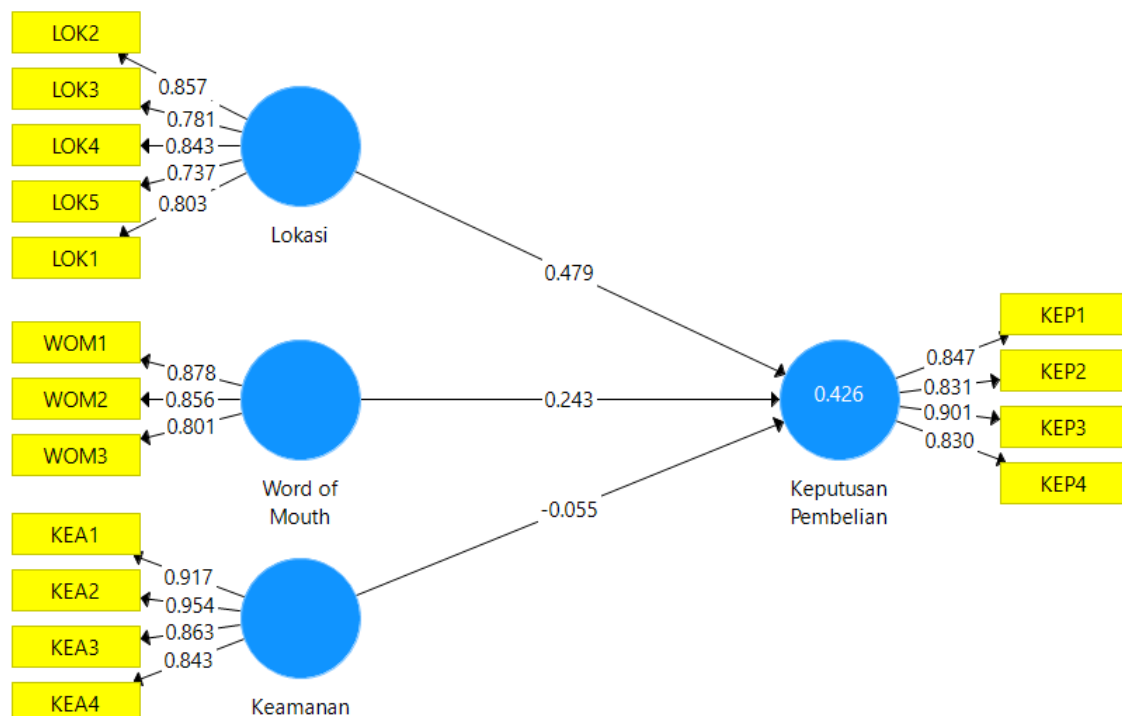 LOK2
LOK3
LOK4
LOK5
LOK1
0.857
0.781
0.843
0.737
0.803
Lokasi
0.479
WOM1
WOM2
WOM3
0.878
0.856
0.801
Word of
Mouth
0.243
KEA1
KEA2
KEA3
KEA4
0.917
0.954
0.863
0.843
Keamanan
-0.055
0.426
Keputusan
Pembelian
0.847
0.831
0.901
0.830
KEP1
KEP2
KEP3
KEP4